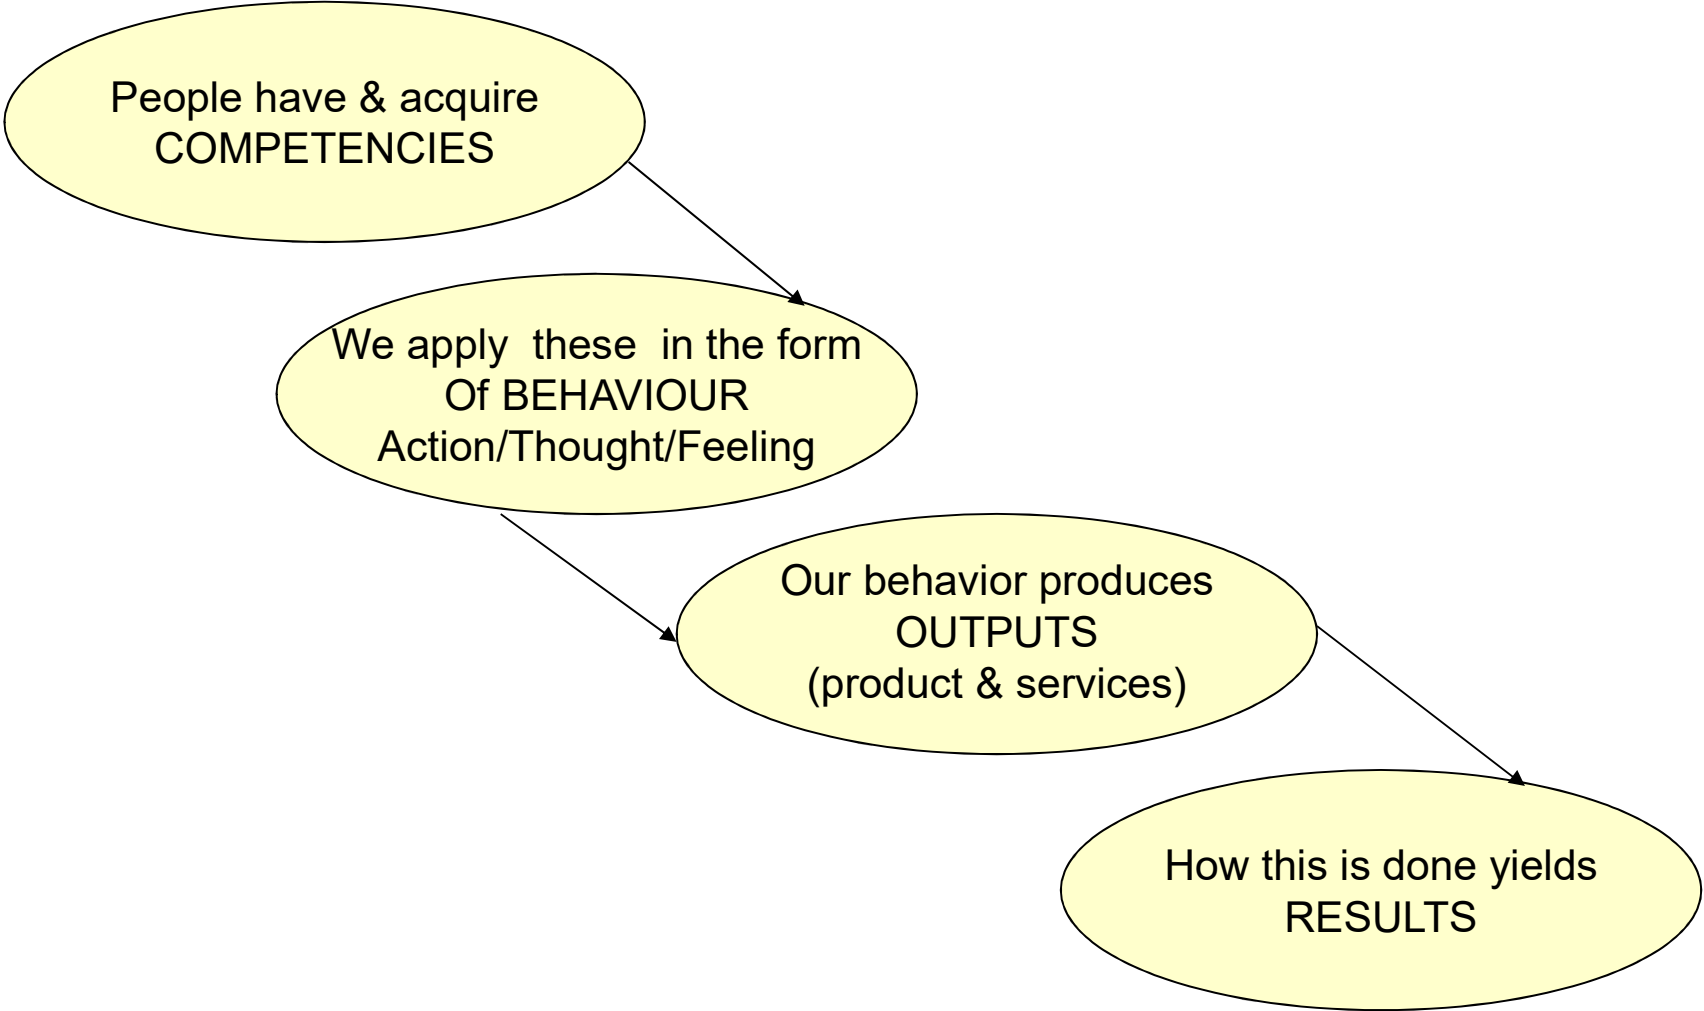 People have & acquire
COMPETENCIES
We apply  these  in the form
Of BEHAVIOUR
Action/Thought/Feeling
Our behavior produces
OUTPUTS
(product & services)
How this is done yields
RESULTS